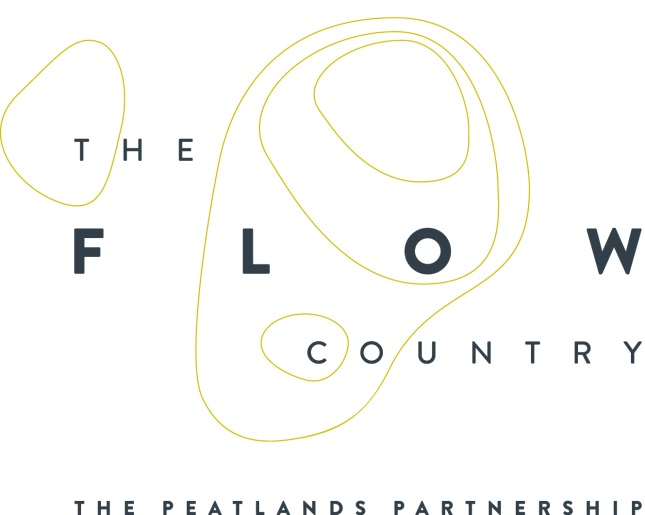 THE
FLOW
COUNTRY
THE PEATLANDS PARTNERSHIP